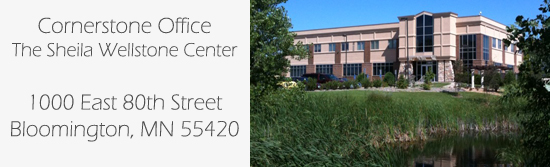 Cornerstone Office
The Sheila Wellstone Center
1000 East 80th Street
Bloomington, MN 55420